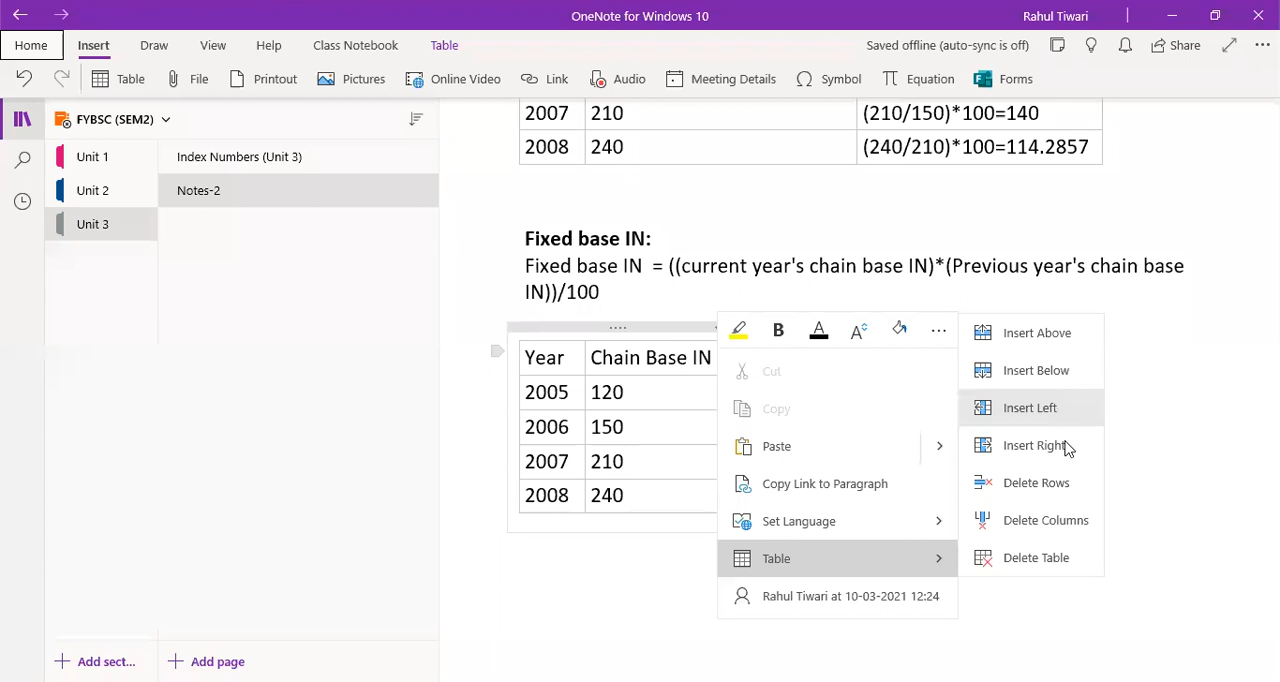 OneNote for Windows 10
Rahul Tiwari
Home Insert Draw View Help Class Notebook Table
Saved offline (auto-sync is off) Share
Table File Printout Pictures Online Video Link Audio Meeting Details Symbol Equation Forms
FYBSC (SEM2)
Unit 1
Unit 2
Unit 3
Index Numbers (Unit 3)
Notes-2
Add sect...
Add page
2007 210 (210/150)*100=140
2008 240 (240/210)*100=114.2857
Fixed base IN:
Fixed base IN = ((current year's chain base IN)*(Previous year's chain base
IN))/100
Year Chain Base IN
2005 120
2006 150
2007 210
2008 240
B A A
Cut
Copy
Paste
Copy Link to Paragraph
Set Language
Table
Rahul Tiwari at 10-03-2021 12:24
Insert Above
Insert Below
Insert Left
Insert Right
Delete Rows
Delete Columns
Delete Table